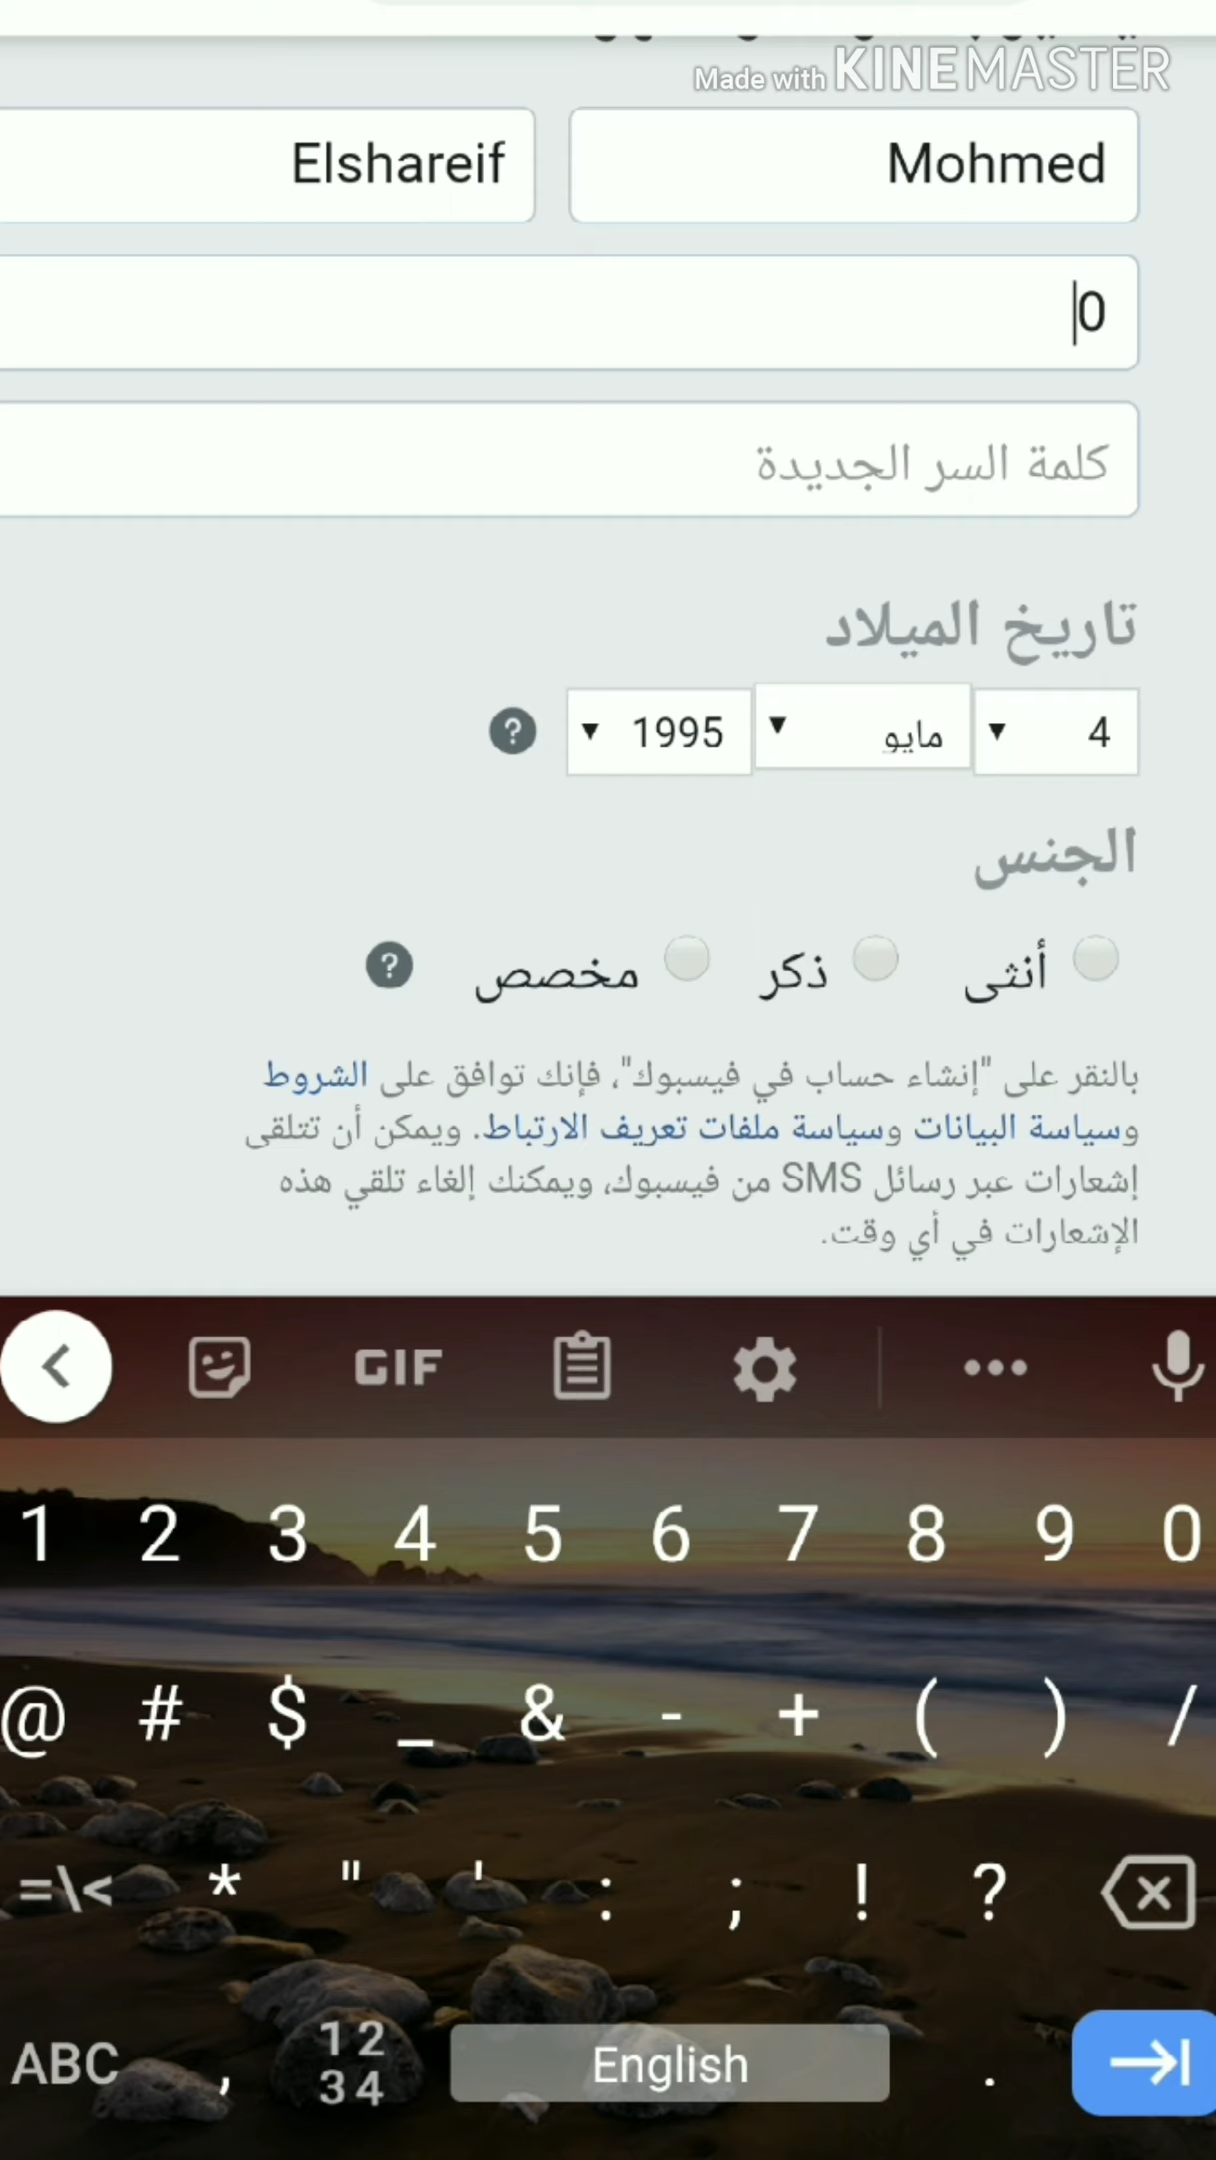 Made with KINEMASTER
Mohmed
Elshareif
0
كلمة السر الجديدة
تاريخ الميلاد
4 مايو 1995 ?
الجنس
أنثى ذكر مخصص ?
بالنقر على "إنشاء حساب في فيسبوك"، فإنك توافق على الشروط
وسياسة البيانات وسياسة ملفات تعريف الارتباط. ويمكن أن تتلقى
إشعارات عبر رسائل SMS من فيسبوك، ويمكنك إلغاء تلقي هذه
الإشعارات في أي وقت.
GIF
1 2 3 4 5 6 7 8 9 0
@ # $ _ & - + ( ) /
=\< * " ' : ; ! ?
ABC , 12 34 English .